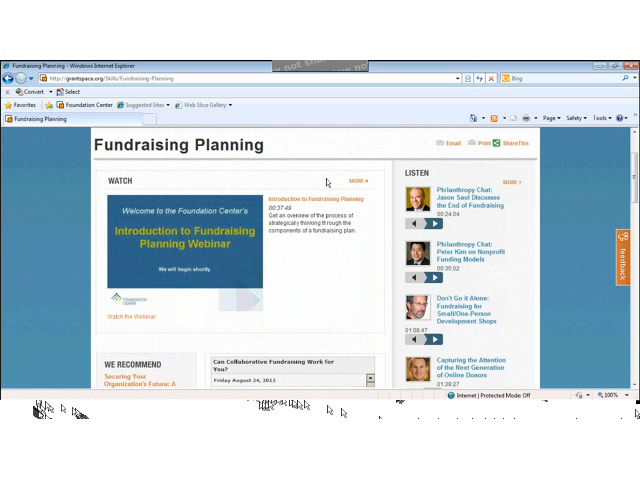 Fundraising Planning - Windows Internet Explorer
http://grantspace.org/Skills/Fundraising-Planning
Bing
Convert Select
Favorites Foundation Center Suggested Sites Web Slice Gallery
Fundraising Planning
Page Safety Tools
Fundraising Planning
Email Print ShareThis
WATCH
MORE »
Welcome to the Foundation Center's
Introduction to Fundraising
Planning Webinar
We will begin shortly.
FOUNDATION
CENTER
Watch the Webinar
Introduction to Fundraising Planning
00:37:49
Get an overview of the process of
strategically thinking through the
components of a fundraising plan.
LISTEN
MORE »
Philanthropy Chat:
Jason Saul Discusses
the End of Fundraising
00:24:04
Philanthropy Chat:
Peter Kim on Nonprofit
Funding Models
00:35:02
Don't Go It Alone:
Fundraising for
Small/One-Person
Development Shops
01:08:47
Capturing the Attention
of the Next Generation
of Online Donors
01:38:27
feedback
WE RECOMMEND
Securing Your
Organization's Future: A
Can Collaborative Fundraising Work for
You?
Friday August 24, 2012
Internet | Protected Mode: Off
100%